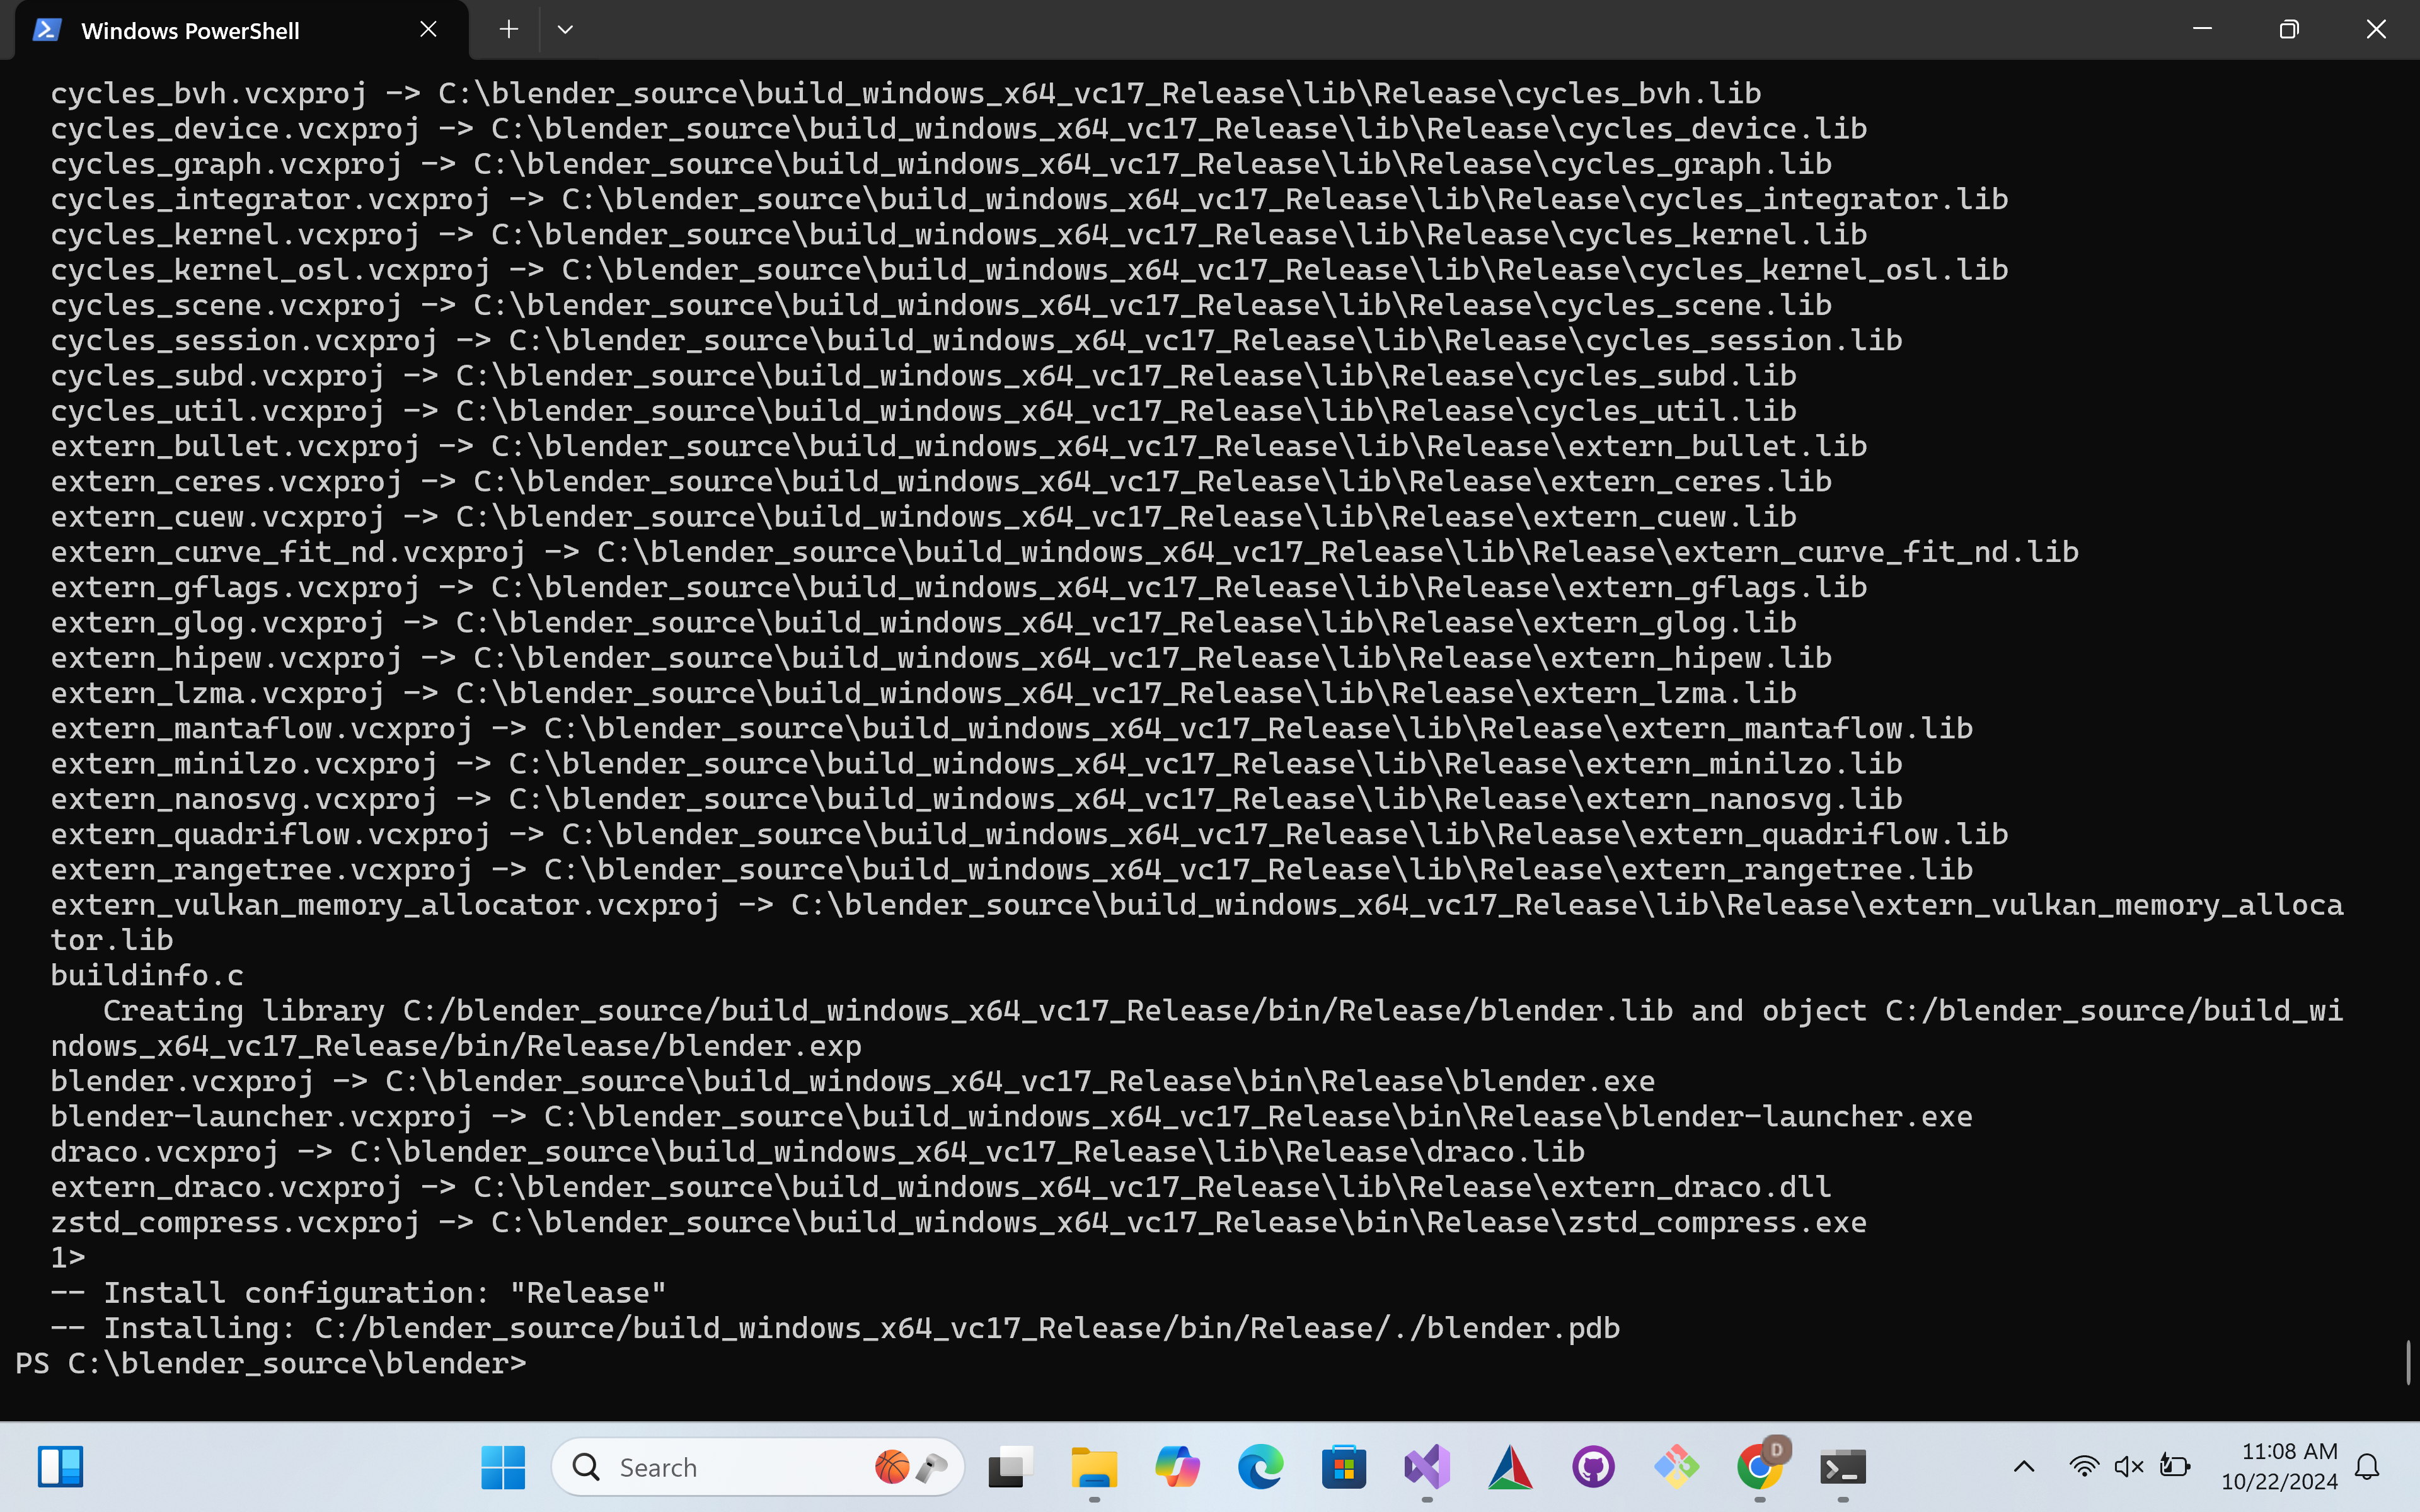 Windows PowerShell
cycles_bvh.vcxproj -> C:\blender_source\build_windows_x64_vc17_Release\lib\Release\cycles_bvh.lib
cycles_device.vcxproj -> C:\blender_source\build_windows_x64_vc17_Release\lib\Release\cycles_device.lib
cycles_graph.vcxproj -> C:\blender_source\build_windows_x64_vc17_Release\lib\Release\cycles_graph.lib
cycles_integrator.vcxproj -> C:\blender_source\build_windows_x64_vc17_Release\lib\Release\cycles_integrator.lib
cycles_kernel.vcxproj -> C:\blender_source\build_windows_x64_vc17_Release\lib\Release\cycles_kernel.lib
cycles_kernel_osl.vcxproj -> C:\blender_source\build_windows_x64_vc17_Release\lib\Release\cycles_kernel_osl.lib
cycles_scene.vcxproj -> C:\blender_source\build_windows_x64_vc17_Release\lib\Release\cycles_scene.lib
cycles_session.vcxproj -> C:\blender_source\build_windows_x64_vc17_Release\lib\Release\cycles_session.lib
cycles_subd.vcxproj -> C:\blender_source\build_windows_x64_vc17_Release\lib\Release\cycles_subd.lib
cycles_util.vcxproj -> C:\blender_source\build_windows_x64_vc17_Release\lib\Release\cycles_util.lib
extern_bullet.vcxproj -> C:\blender_source\build_windows_x64_vc17_Release\lib\Release\extern_bullet.lib
extern_ceres.vcxproj -> C:\blender_source\build_windows_x64_vc17_Release\lib\Release\extern_ceres.lib
extern_cuew.vcxproj -> C:\blender_source\build_windows_x64_vc17_Release\lib\Release\extern_cuew.lib
extern_curve_fit_nd.vcxproj -> C:\blender_source\build_windows_x64_vc17_Release\lib\Release\extern_curve_fit_nd.lib
extern_gflags.vcxproj -> C:\blender_source\build_windows_x64_vc17_Release\lib\Release\extern_gflags.lib
extern_glog.vcxproj -> C:\blender_source\build_windows_x64_vc17_Release\lib\Release\extern_glog.lib
extern_hipew.vcxproj -> C:\blender_source\build_windows_x64_vc17_Release\lib\Release\extern_hipew.lib
extern_lzma.vcxproj -> C:\blender_source\build_windows_x64_vc17_Release\lib\Release\extern_lzma.lib
extern_mantaflow.vcxproj -> C:\blender_source\build_windows_x64_vc17_Release\lib\Release\extern_mantaflow.lib
extern_minilzo.vcxproj -> C:\blender_source\build_windows_x64_vc17_Release\lib\Release\extern_minilzo.lib
extern_nanosvg.vcxproj -> C:\blender_source\build_windows_x64_vc17_Release\lib\Release\extern_nanosvg.lib
extern_quadriflow.vcxproj -> C:\blender_source\build_windows_x64_vc17_Release\lib\Release\extern_quadriflow.lib
extern_rangetree.vcxproj -> C:\blender_source\build_windows_x64_vc17_Release\lib\Release\extern_rangetree.lib
extern_vulkan_memory_allocator.vcxproj -> C:\blender_source\build_windows_x64_vc17_Release\lib\Release\extern_vulkan_memory_alloca
tor.lib
buildinfo.c
Creating library C:/blender_source/build_windows_x64_vc17_Release/bin/Release/blender.lib and object C:/blender_source/build_wi
ndows_x64_vc17_Release/bin/Release/blender.exp
blender.vcxproj -> C:\blender_source\build_windows_x64_vc17_Release\bin\Release\blender.exe
blender-launcher.vcxproj -> C:\blender_source\build_windows_x64_vc17_Release\bin\Release\blender-launcher.exe
draco.vcxproj -> C:\blender_source\build_windows_x64_vc17_Release\lib\Release\draco.lib
extern_draco.vcxproj -> C:\blender_source\build_windows_x64_vc17_Release\lib\Release\extern_draco.dll
zstd_compress.vcxproj -> C:\blender_source\build_windows_x64_vc17_Release\bin\Release\zstd_compress.exe
1>
-- Install configuration: "Release"
-- Installing: C:/blender_source/build_windows_x64_vc17_Release/bin/Release/./blender.pdb
PS C:\blender_source\blender>
Search
D
11:08 AM
10/22/2024